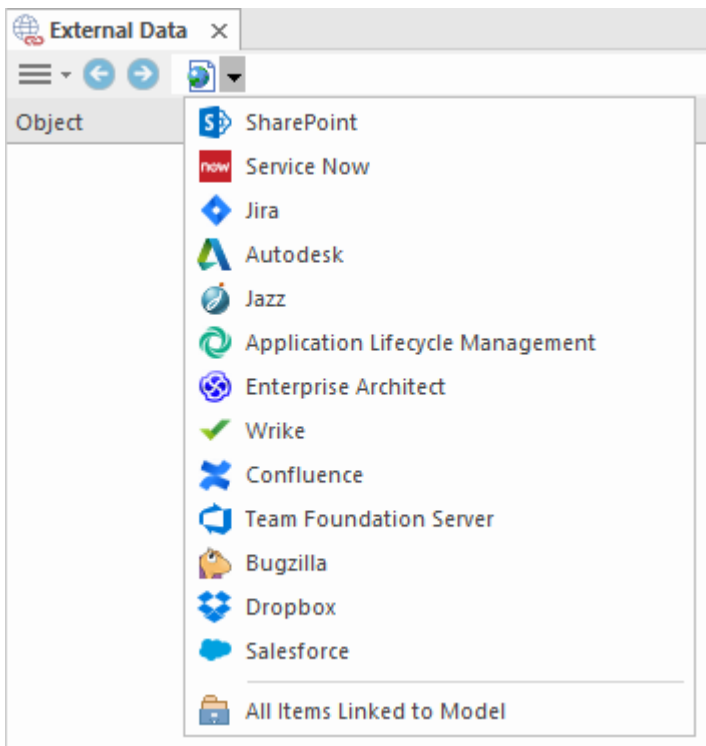 External Data
Object
SharePoint
now Service Now
Jira
Autodesk
Jazz
Application Lifecycle Management
Enterprise Architect
Wrike
Confluence
Team Foundation Server
Bugzilla
Dropbox
Salesforce
All Items Linked to Model